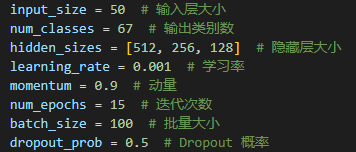 input_size = 50  # 输入层大小
num_classes = 67  # 输出类别数
hidden_sizes = [512, 256, 128]  # 隐藏层大小
learning_rate = 0.001  # 学习率
momentum = 0.9  # 动量
num_epochs = 15  # 迭代次数
batch_size = 100  # 批量大小
dropout_prob = 0.5  # Dropout 概率